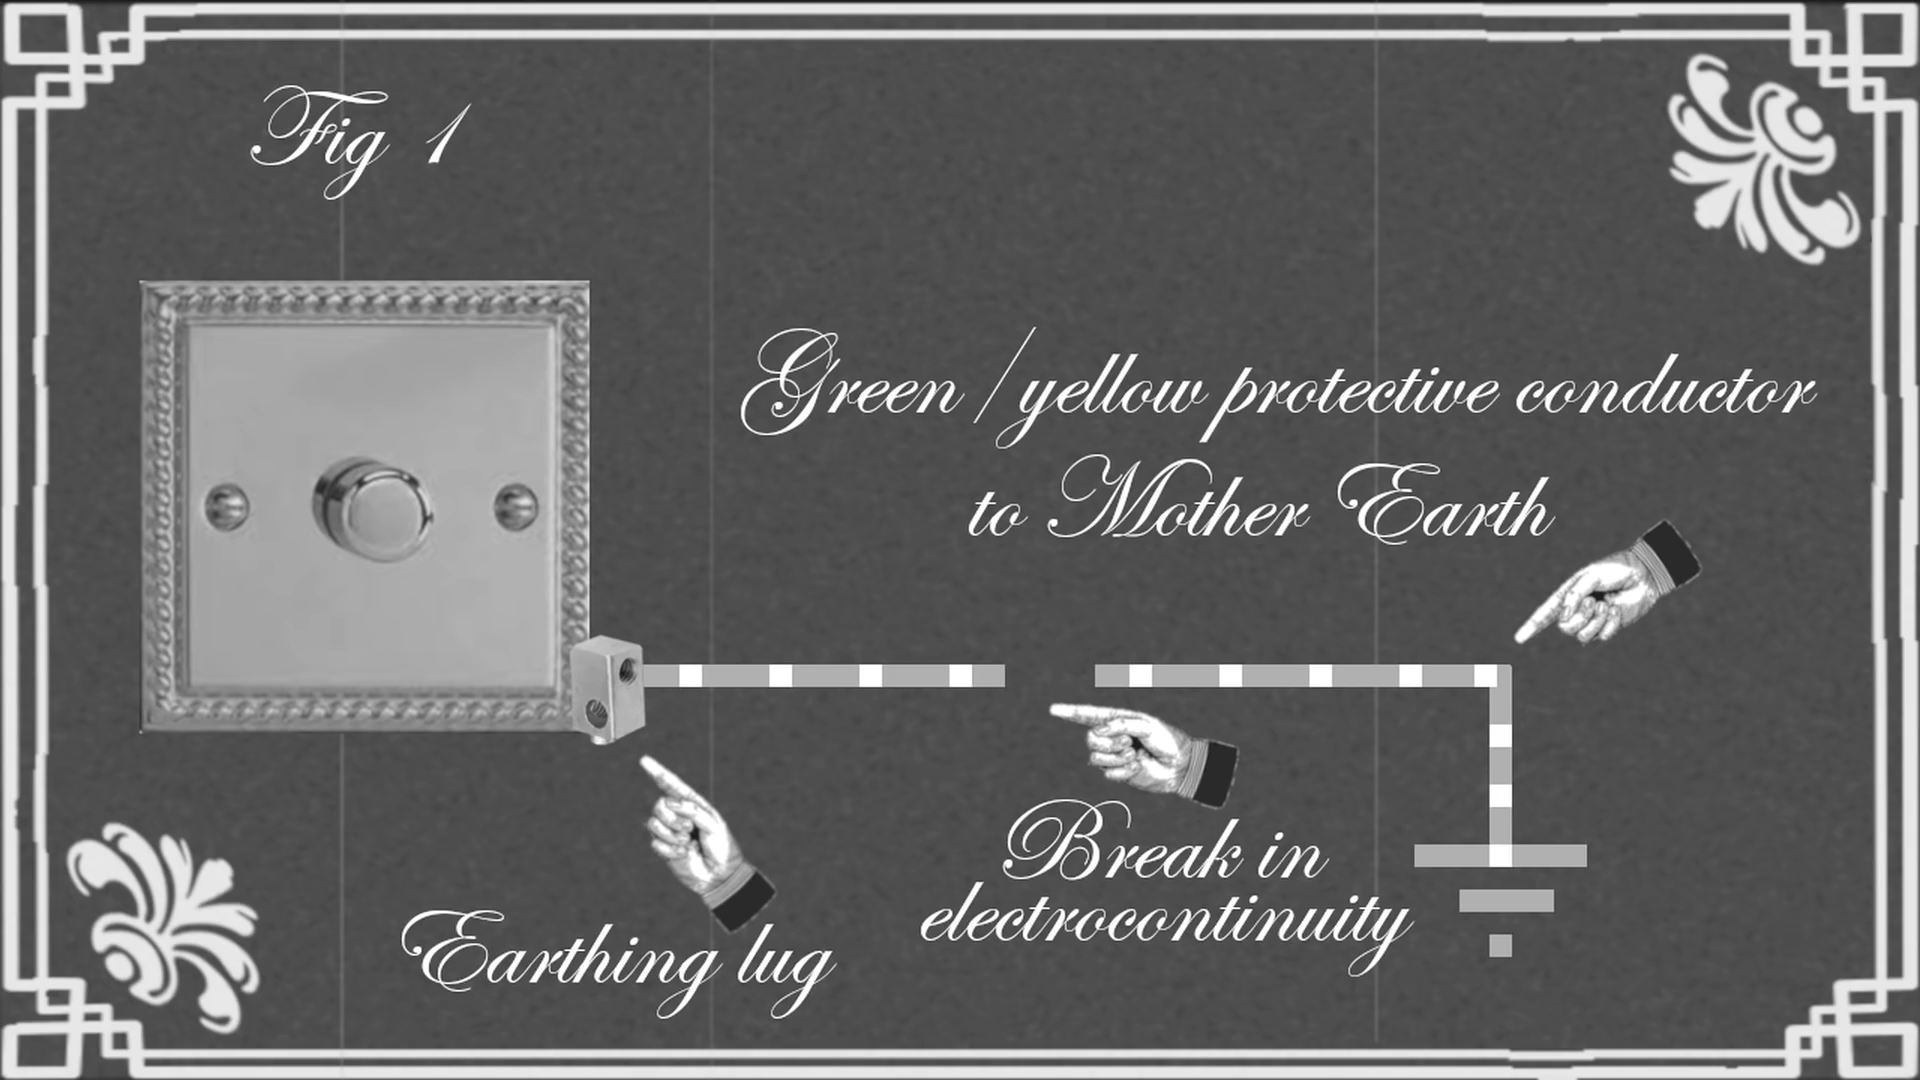 Fig 1
Green/yellow protective conductor
to Mother Earth
Break in
electrocontinuity
Earthing lug